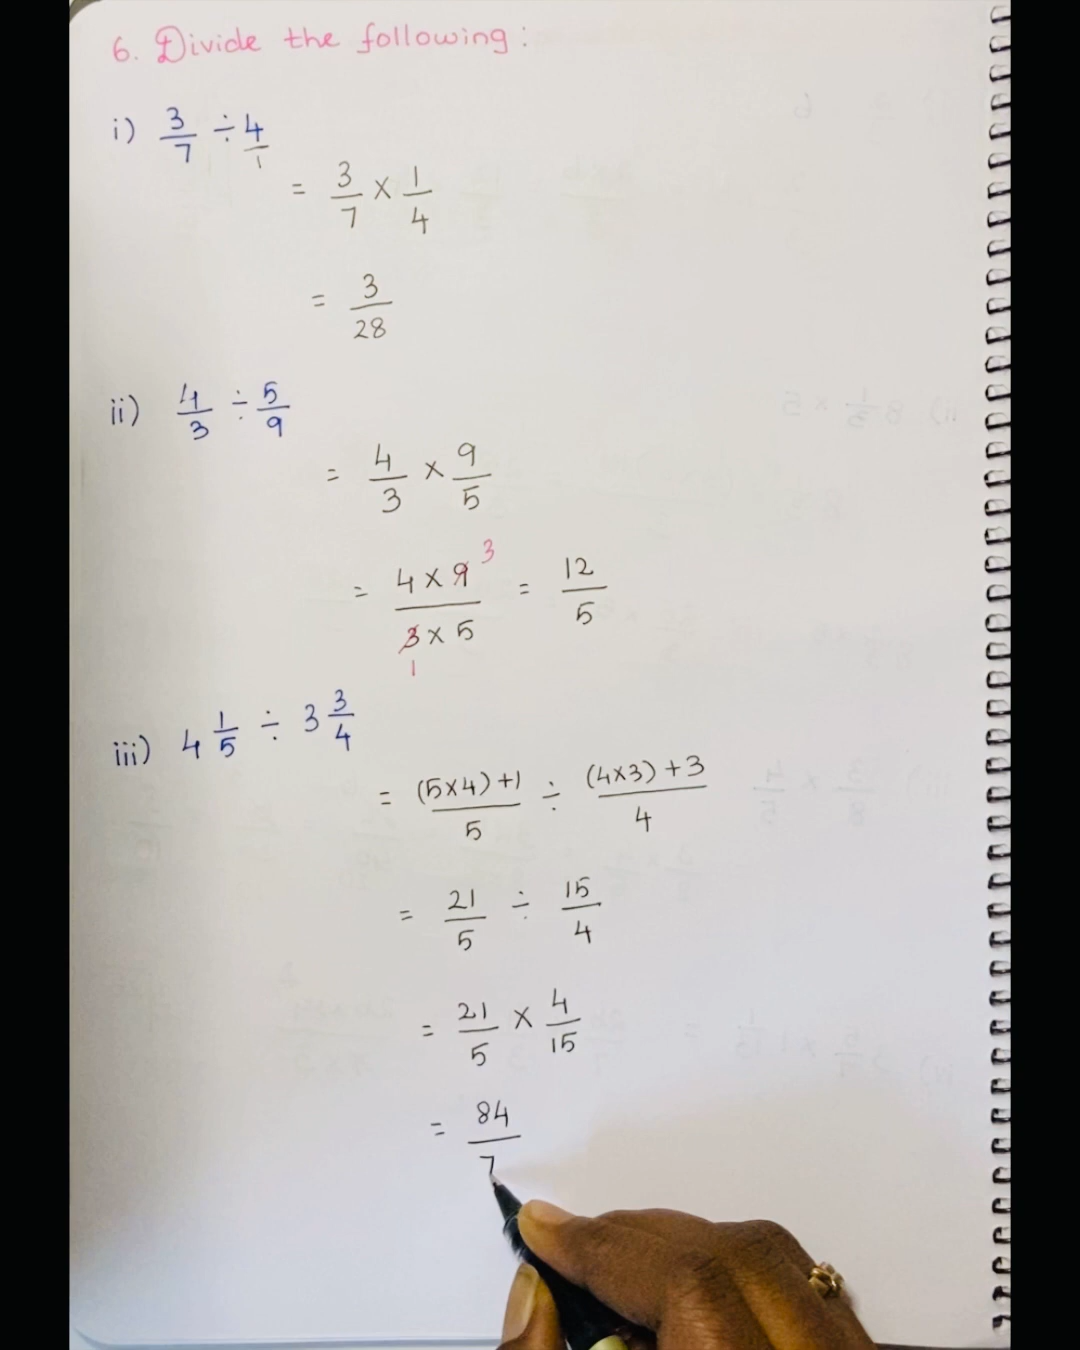 6. Divide the following:
i) 3/7 ÷ 4/1
= 3/7 × 1/4
= 3/28
ii) 4/3 ÷ 5/9
= 4/3 × 9/5
= 4 × 9 3 / 3 × 5 1 = 12/5
iii) 4 1/5 ÷ 3 3/4
= (5×4)+1/5 ÷ (4×3)+3/4
= 21/5 ÷ 15/4
= 21/5 × 4/15
= 84/7